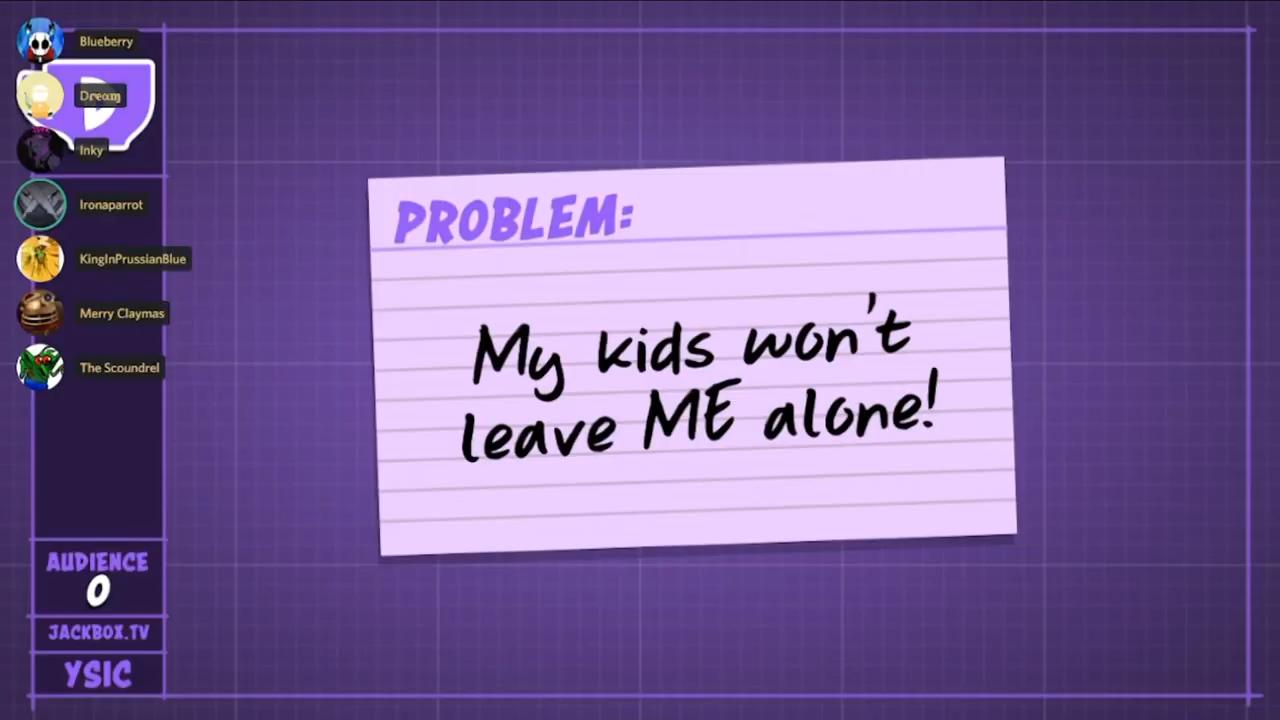 Blueberry
Dream
Inky
Ironaparrot
KingInPrussianBlue
Merry Claymas
The Scoundrel
PROBLEM:
My kids won't
leave ME alone!
AUDIENCE
0
JACKBOX.TV
YSIC